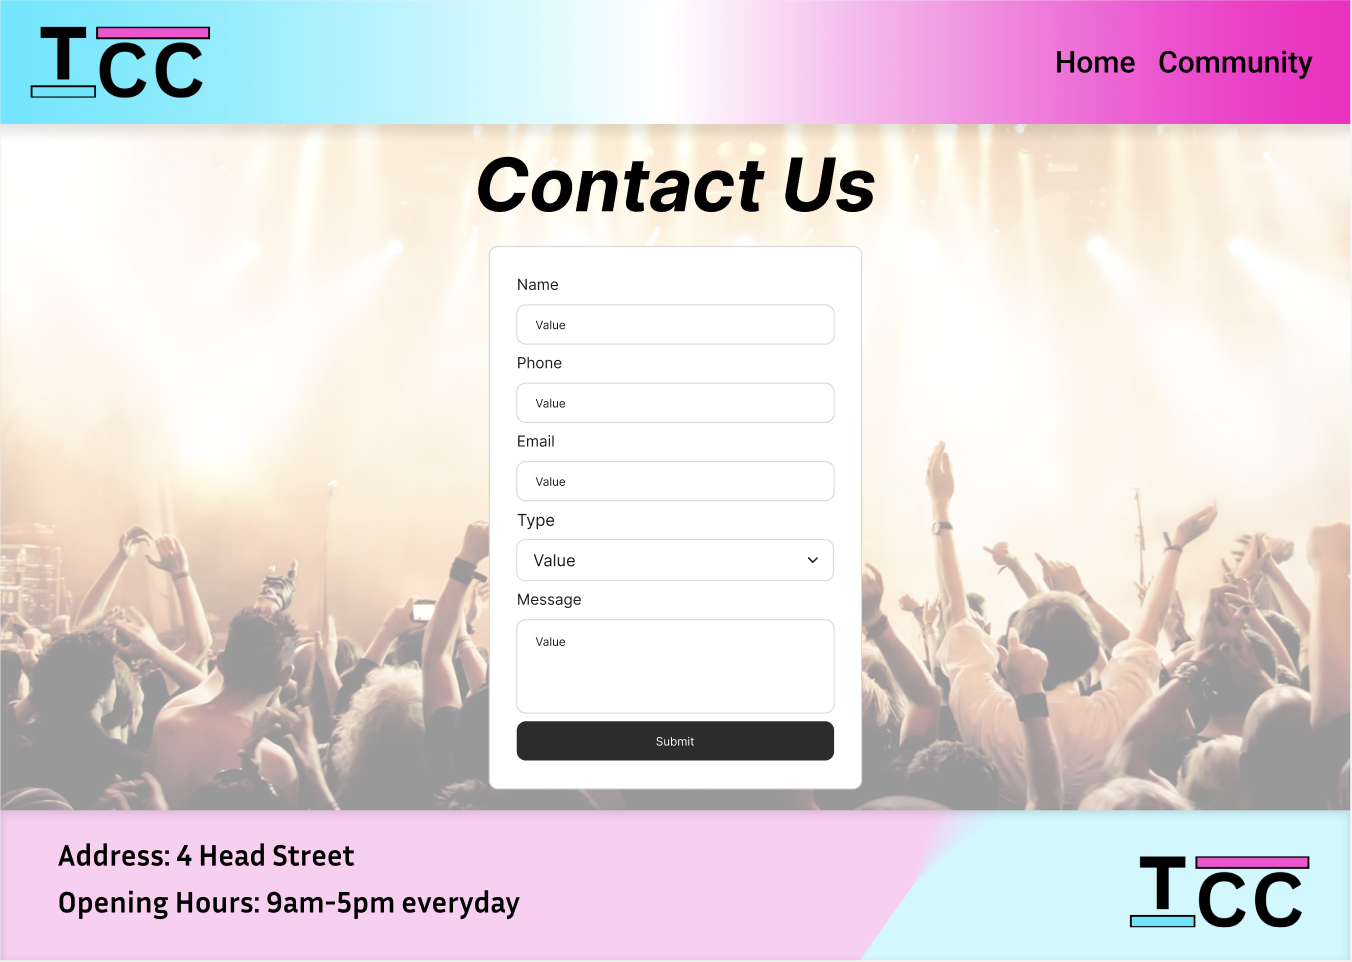 TCC
Home Community
Contact Us
Name
Value
Phone
Value
Email
Value
Type
Value
Message
Value
Submit
Address: 4 Head Street
Opening Hours: 9am-5pm everyday
TCC